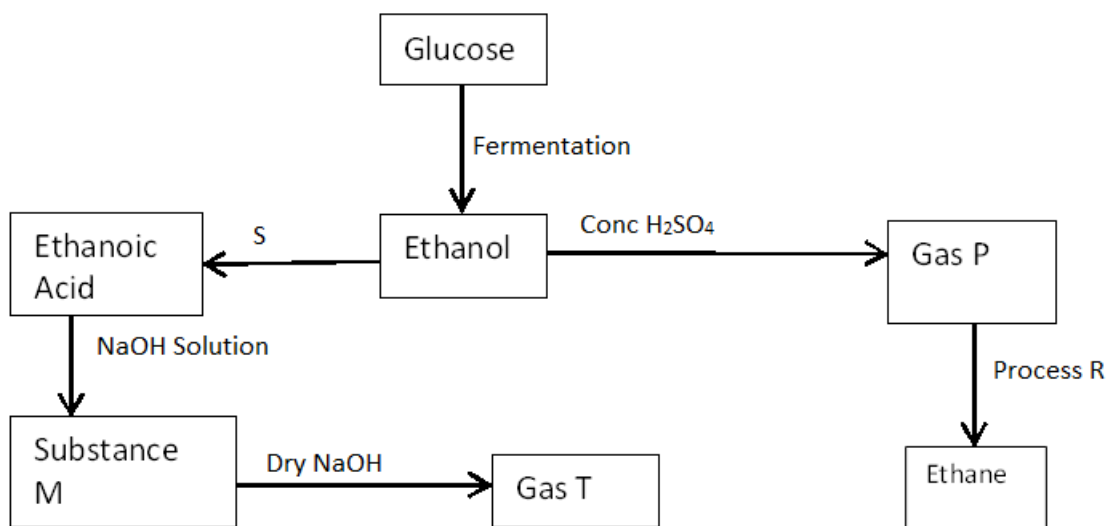 Glucose
Fermentation
S
Conc H₂SO₄
Ethanoic
Acid
Ethanol
Gas P
NaOH Solution
Process R
Substance
M
Dry NaOH
Gas T
Ethane